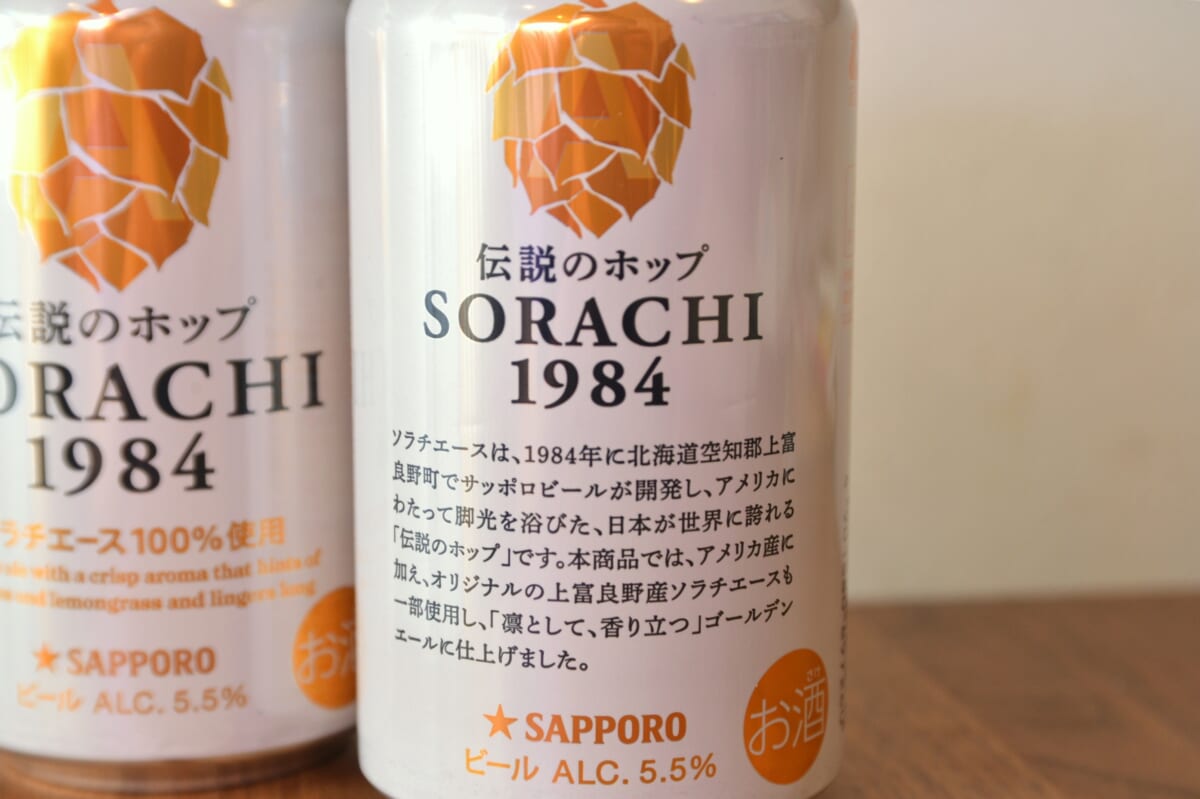 伝説のホップ
SORACHI
1984
ソラチエースは、1984年に北海道空知郡上富
良野町でサッポロビールが開発し、アメリカに
わたって脚光を浴びた、日本が世界に誇れる
「伝説のホップ」です。本商品では、アメリカ産に
加え、オリジナルの上富良野産ソラチエースも
一部使用し、「凛として、香り立つ」ゴールデン
エールに仕上げました。
★SAPPORO
ビール ALC. 5.5%
さけ
お酒
伝説のホップ
ORACHI
1984
ラチエース100%使用
with a crisp aroma that hints of
and lemongrass and lingers long
★SAPPORO
ビール ALC. 5.5%
お酒